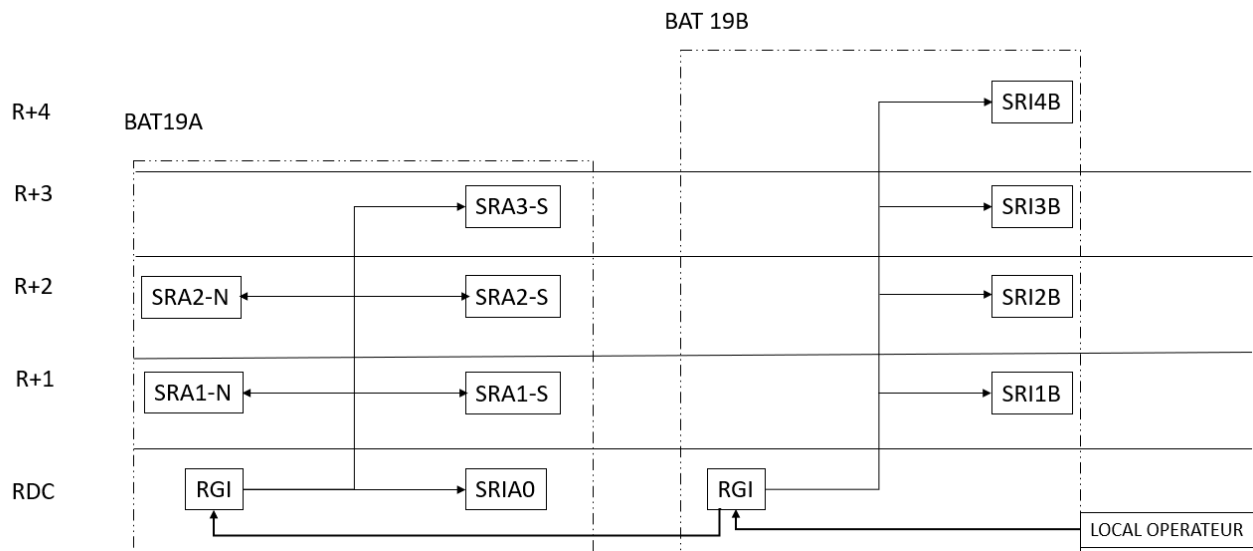 BAT 19B
R+4
SRI4B
BAT19A
R+3
SRA3-S
SRI3B
R+2
SRA2-N
SRA2-S
SRI2B
R+1
SRA1-N
SRA1-S
SRI1B
RDC
RGI
SRIA0
RGI
LOCAL OPERATEUR